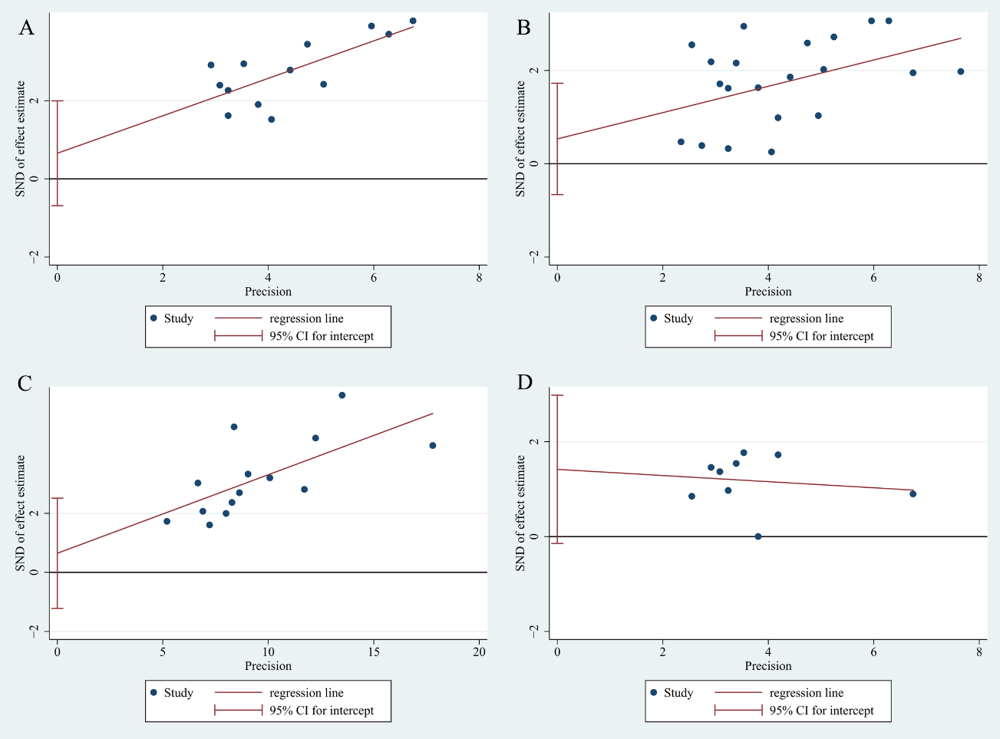 A
SND of effect estimate
2
0
−2
0 2 4 6 8
Precision
Study regression line
95% CI for intercept
B
SND of effect estimate
2
0
−2
0 2 4 6 8
Precision
Study regression line
95% CI for intercept
C
SND of effect estimate
2
0
−2
0 5 10 15 20
Precision
Study regression line
95% CI for intercept
D
SND of effect estimate
2
0
−2
0 2 4 6 8
Precision
Study regression line
95% CI for intercept